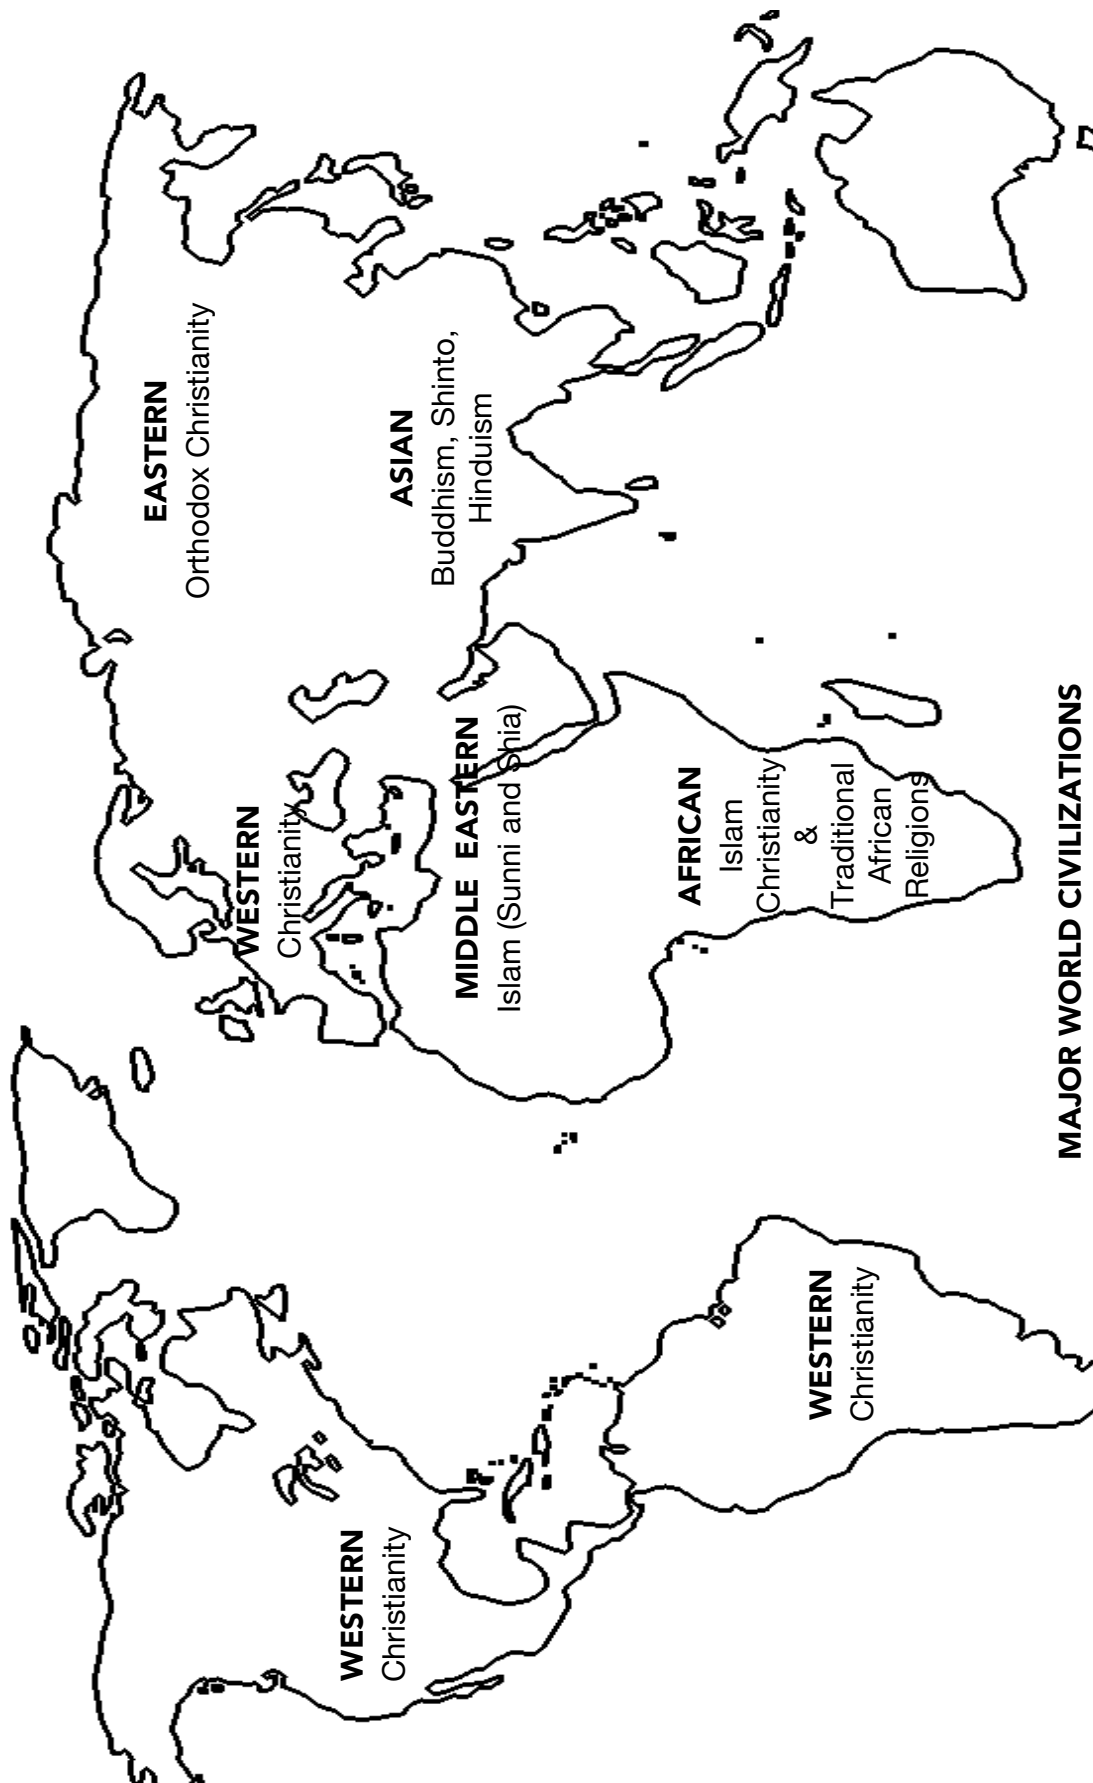 EASTERN
Orthodox Christianity
WESTERN
Christianity
ASIAN
Buddhism, Shinto,
Hinduism
WESTERN
Christianity
MIDDLE EASTERN
Islam (Sunni and Shia)
AFRICAN
Islam
Christianity
&
Traditional
African
Religions
WESTERN
Christianity
MAJOR WORLD CIVILIZATIONS